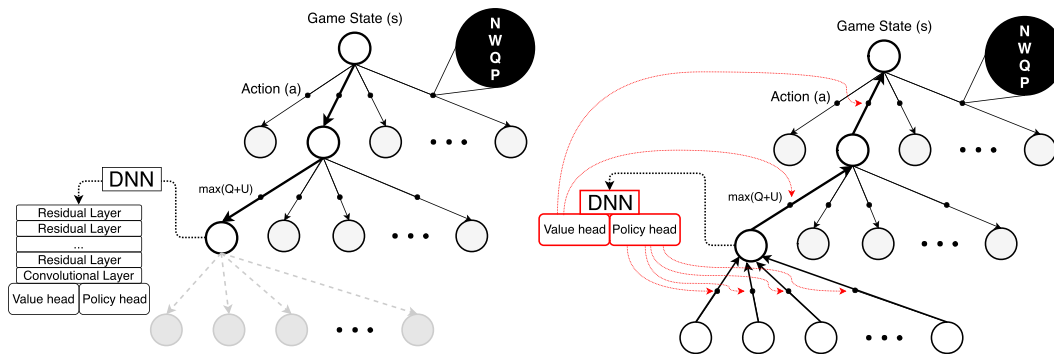 Game State (s)
N
W
Q
P
Action (a)
max(Q+U)
DNN
Residual Layer
Residual Layer
...
Residual Layer
Convolutional Layer
Value head
Policy head
Game State (s)
N
W
Q
P
Action (a)
max(Q+U)
DNN
Value head
Policy head